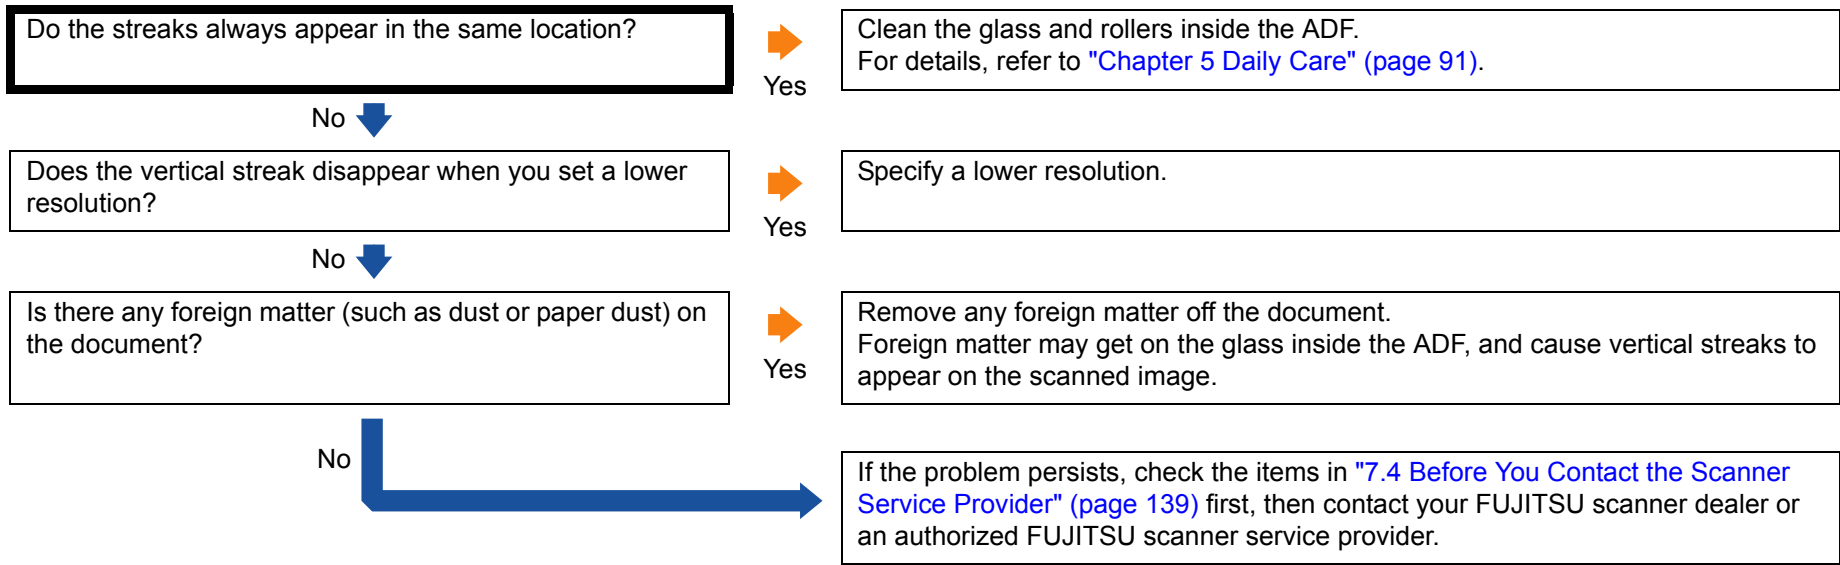 Do the streaks always appear in the same location?
Yes
Clean the glass and rollers inside the ADF.
For details, refer to "Chapter 5 Daily Care" (page 91).
No
Does the vertical streak disappear when you set a lower
resolution?
Yes
Specify a lower resolution.
No
Is there any foreign matter (such as dust or paper dust) on
the document?
Yes
Remove any foreign matter off the document.
Foreign matter may get on the glass inside the ADF, and cause vertical streaks to
appear on the scanned image.
No
If the problem persists, check the items in "7.4 Before You Contact the Scanner
Service Provider" (page 139) first, then contact your FUJITSU scanner dealer or
an authorized FUJITSU scanner service provider.